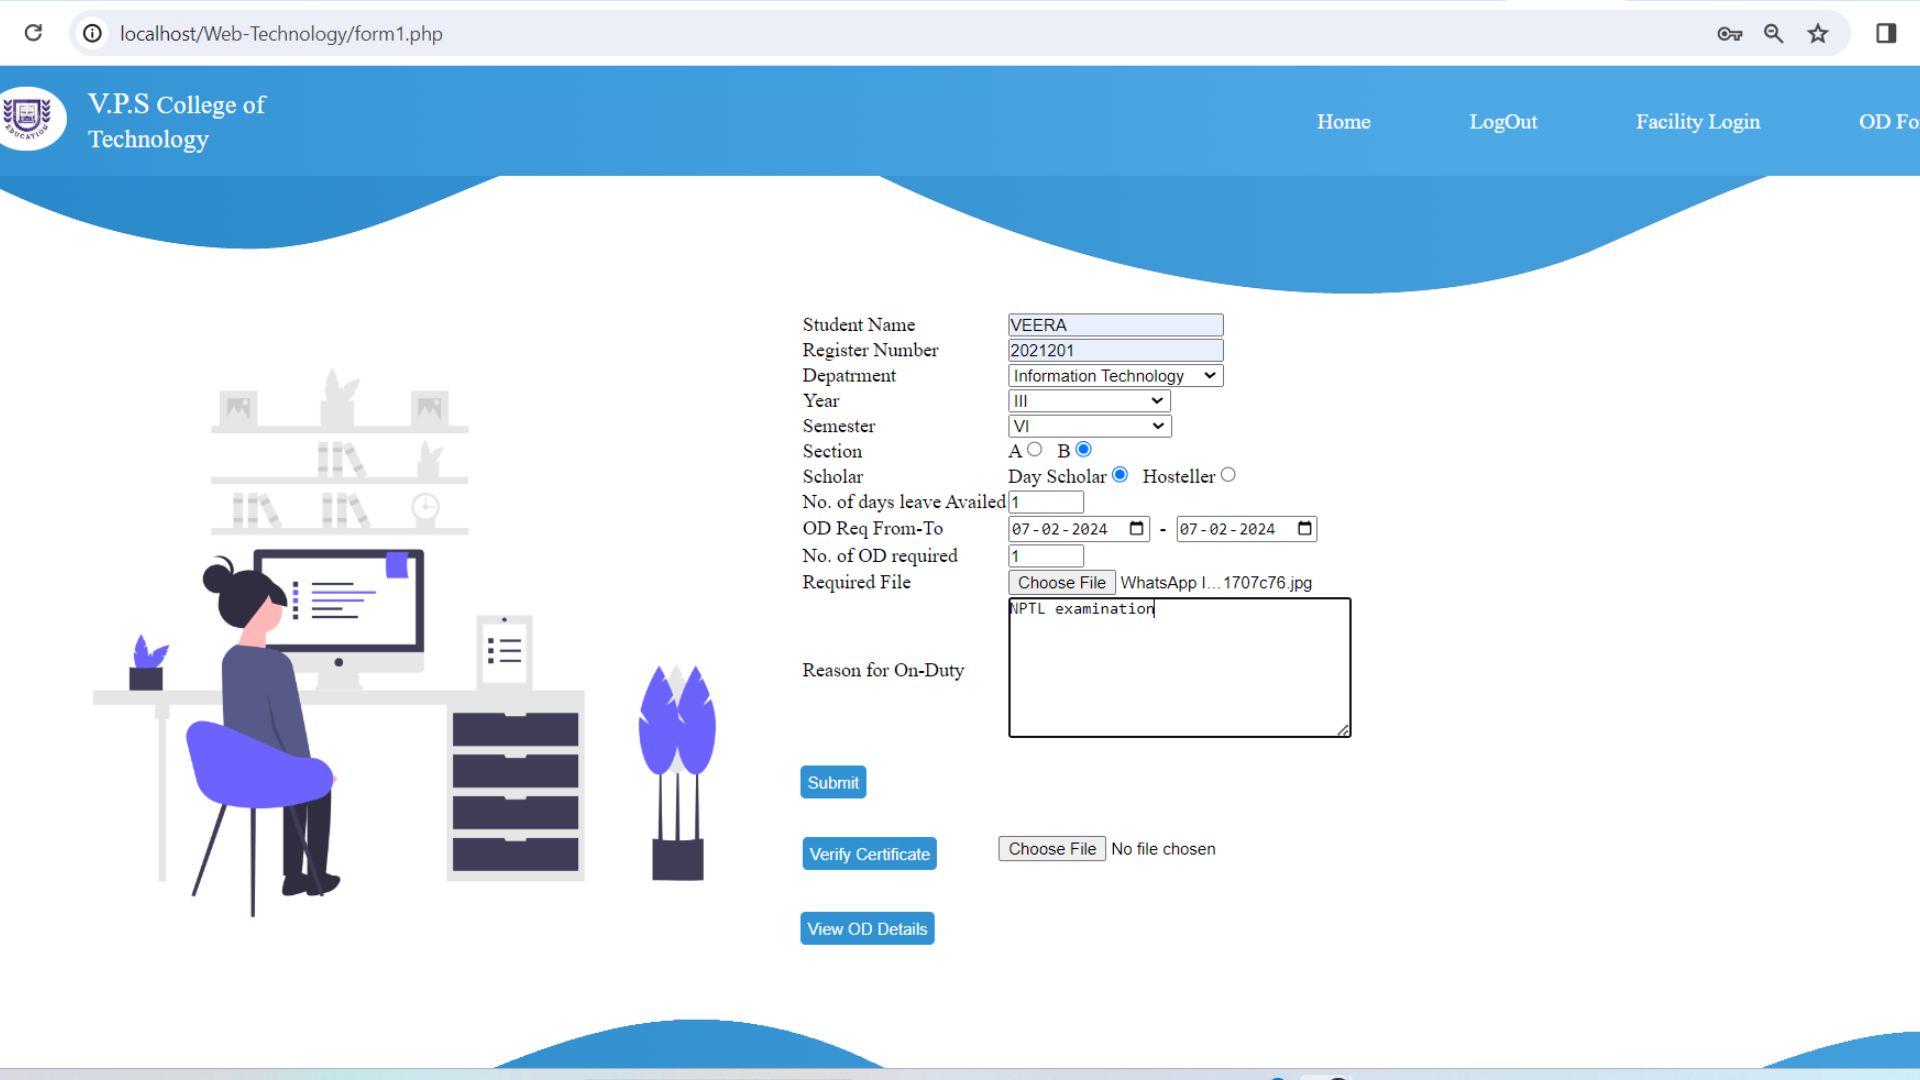 localhost/Web-Technology/form1.php
EDUCATION
V.P.S College of
Technology
Home LogOut Facility Login OD Fo
Student Name VEERA
Register Number 2021201
Depatrment Information Technology
Year III
Semester VI
Section A B
Scholar Day Scholar Hosteller
No. of days leave Availed 1
OD Req From-To 07-02-2024 - 07-02-2024
No. of OD required 1
Required File Choose File WhatsApp I...1707c76.jpg
NPTL examination
Reason for On-Duty
Submit
Verify Certificate Choose File No file chosen
View OD Details